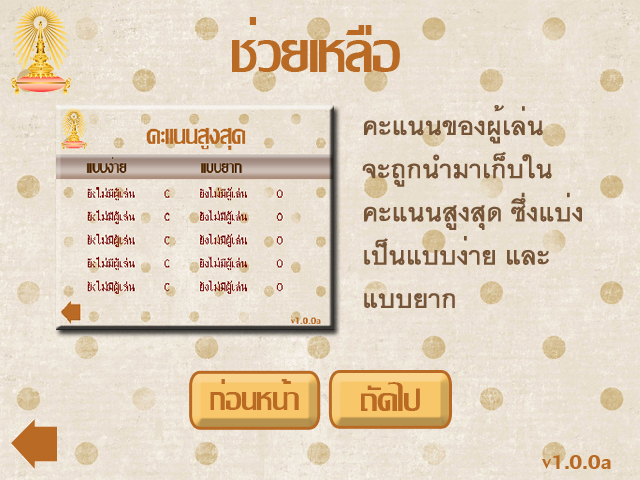 ช่วยเหลือ
คะแนนสูงสุด
แบบง่าย แบบยาก
ยังไม่มีผู้เล่น 0 ยังไม่มีผู้เล่น 0
ยังไม่มีผู้เล่น 0 ยังไม่มีผู้เล่น 0
ยังไม่มีผู้เล่น 0 ยังไม่มีผู้เล่น 0
ยังไม่มีผู้เล่น 0 ยังไม่มีผู้เล่น 0
ยังไม่มีผู้เล่น 0 ยังไม่มีผู้เล่น 0
v1.0.0a
คะแนนของผู้เล่น
จะถูกนำมาเก็บใน
คะแนนสูงสุด ซึ่งแบ่ง
เป็นแบบง่าย และ
แบบยาก
ก่อนหน้า ถัดไป
v1.0.0a